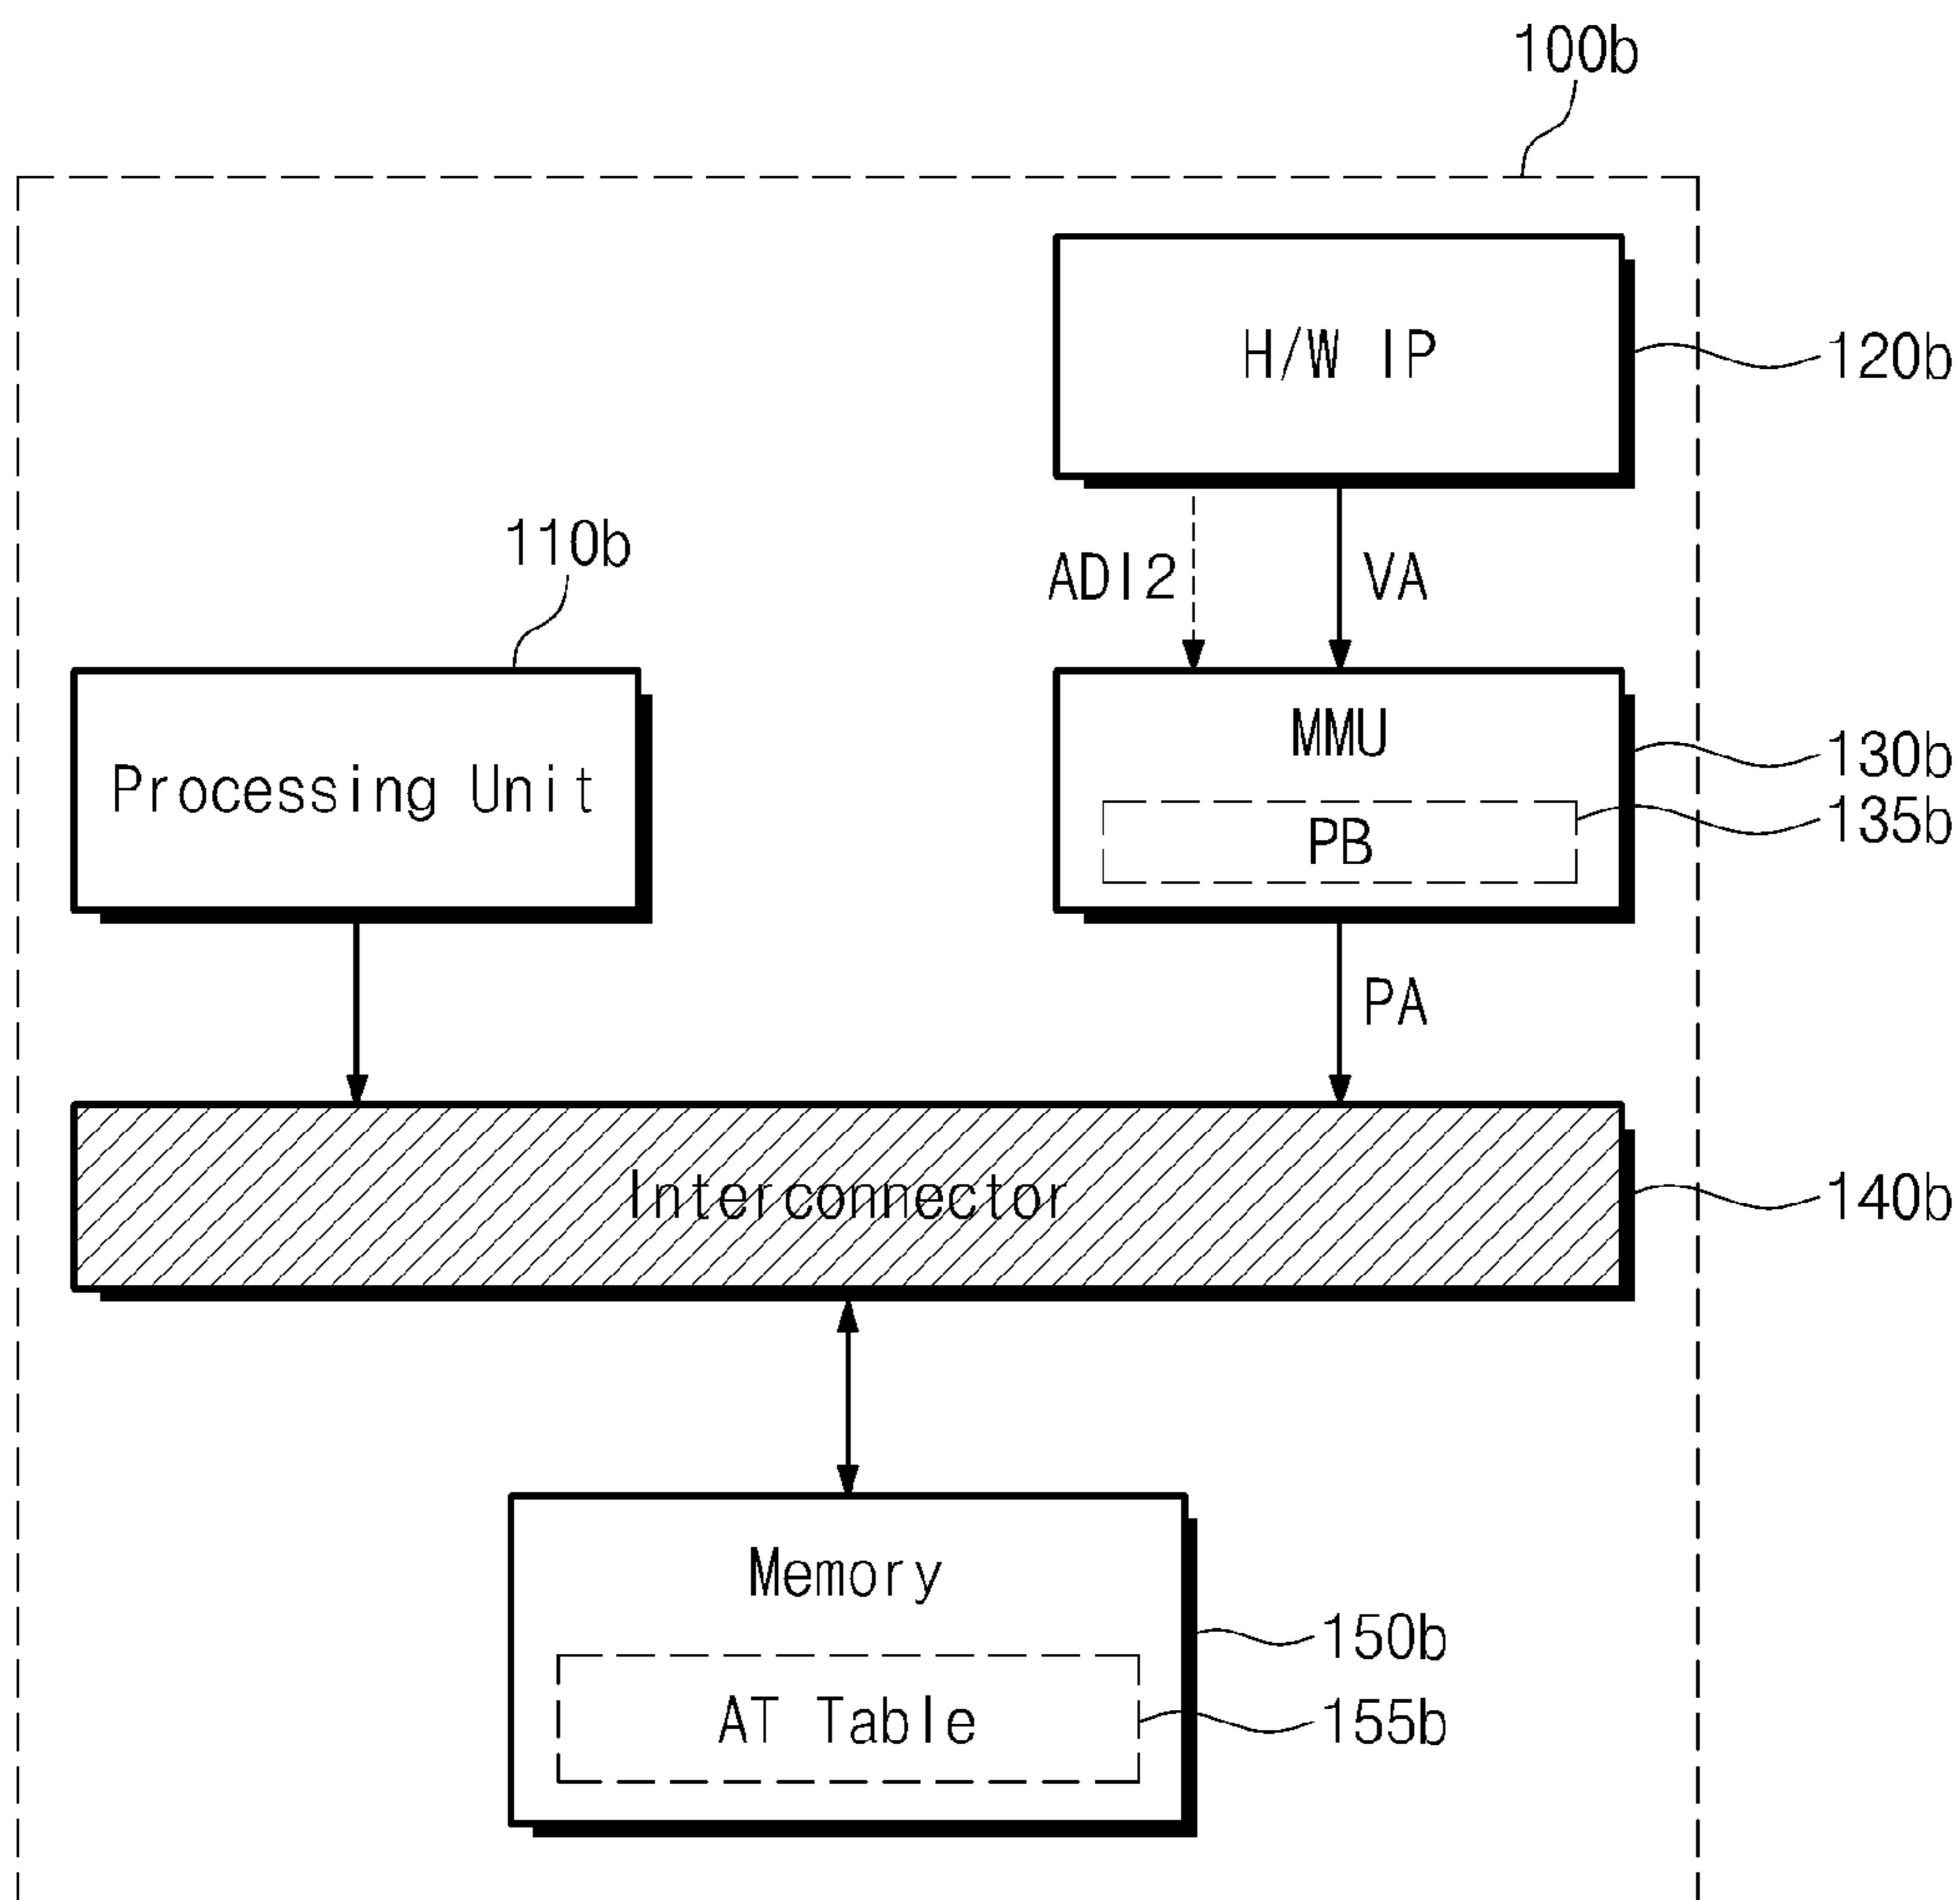 100b
H/W IP
120b
110b
ADI2
VA
Processing Unit
MMU
130b
PB
135b
PA
Interconnector
140b
Memory
150b
AT Table
155b